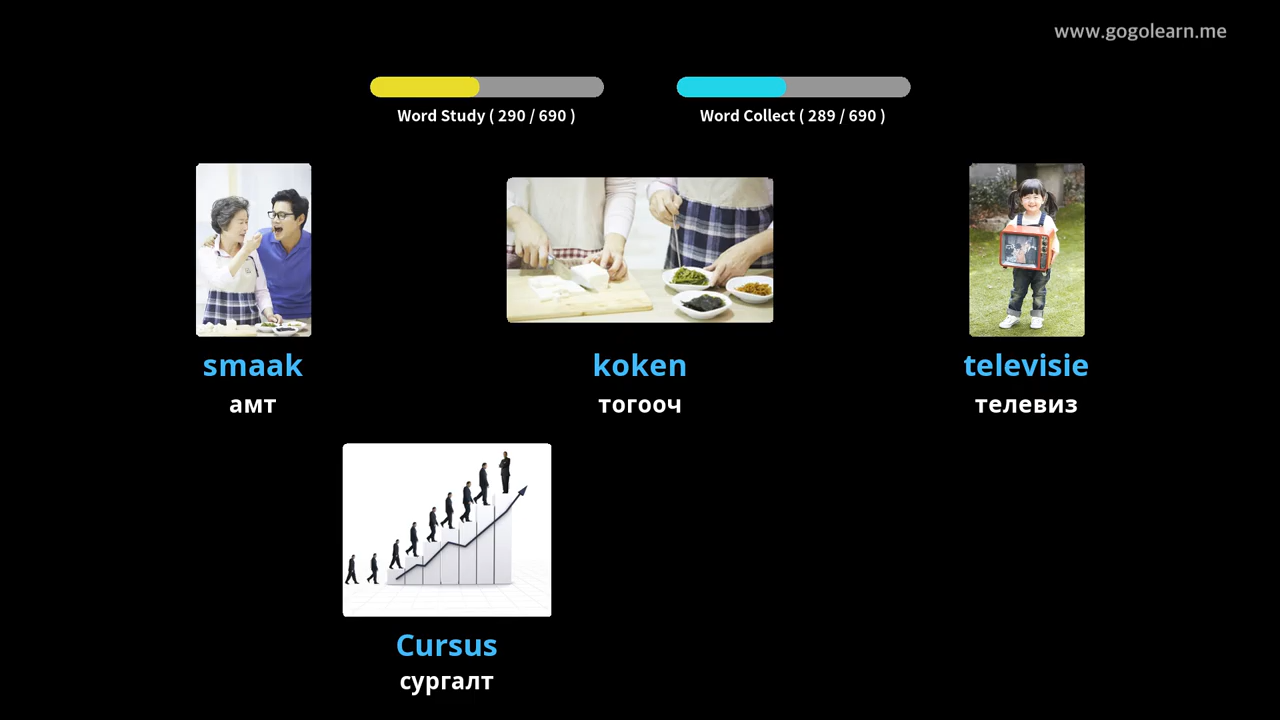 www.gogolearn.me
Word Study ( 290 / 690 )
Word Collect ( 289 / 690 )
smaak
koken
televisie
амт
тогооч
телевиз
Cursus
сургалт